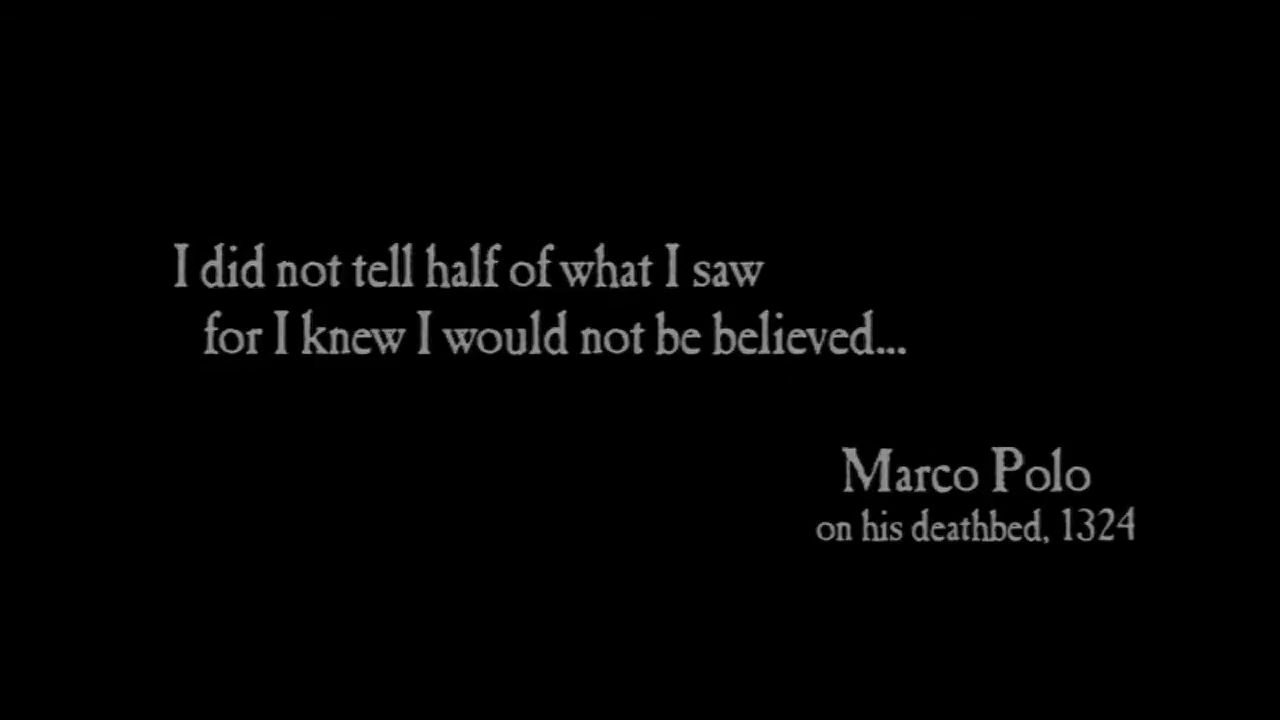 I did not tell half of what I saw
for I knew I would not be believed...
Marco Polo
on his deathbed, 1324